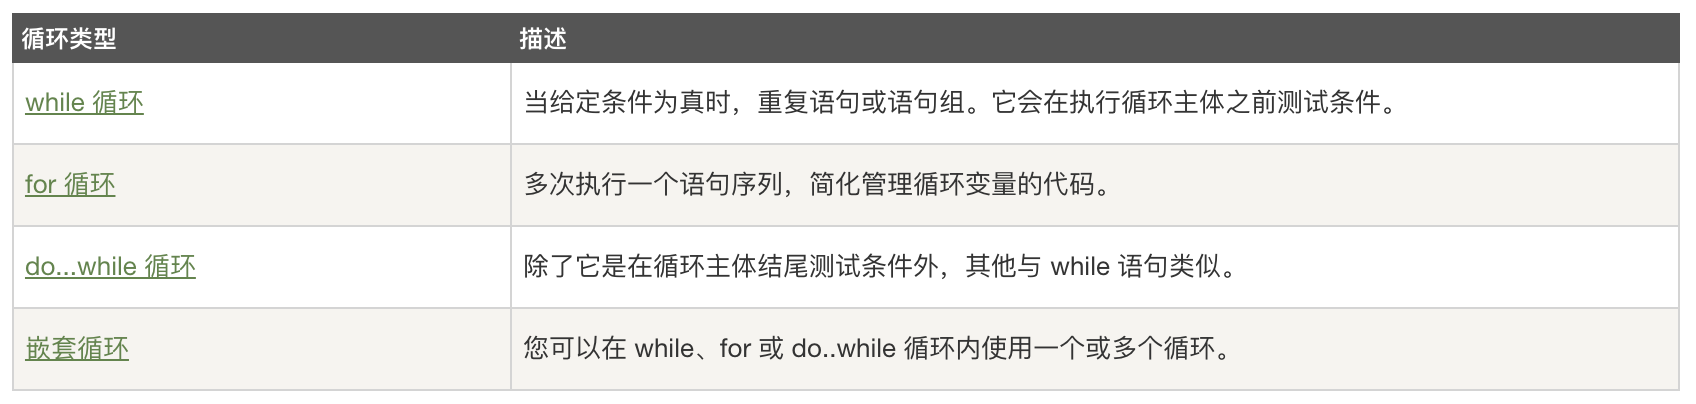 循环类型 描述
while 循环 当给定条件为真时，重复语句或语句组。它会在执行循环主体之前测试条件。
for 循环 多次执行一个语句序列，简化管理循环变量的代码。
do...while 循环 除了它是在循环主体结尾测试条件外，其他与 while 语句类似。
嵌套循环 您可以在 while、for 或 do..while 循环内使用一个或多个循环。